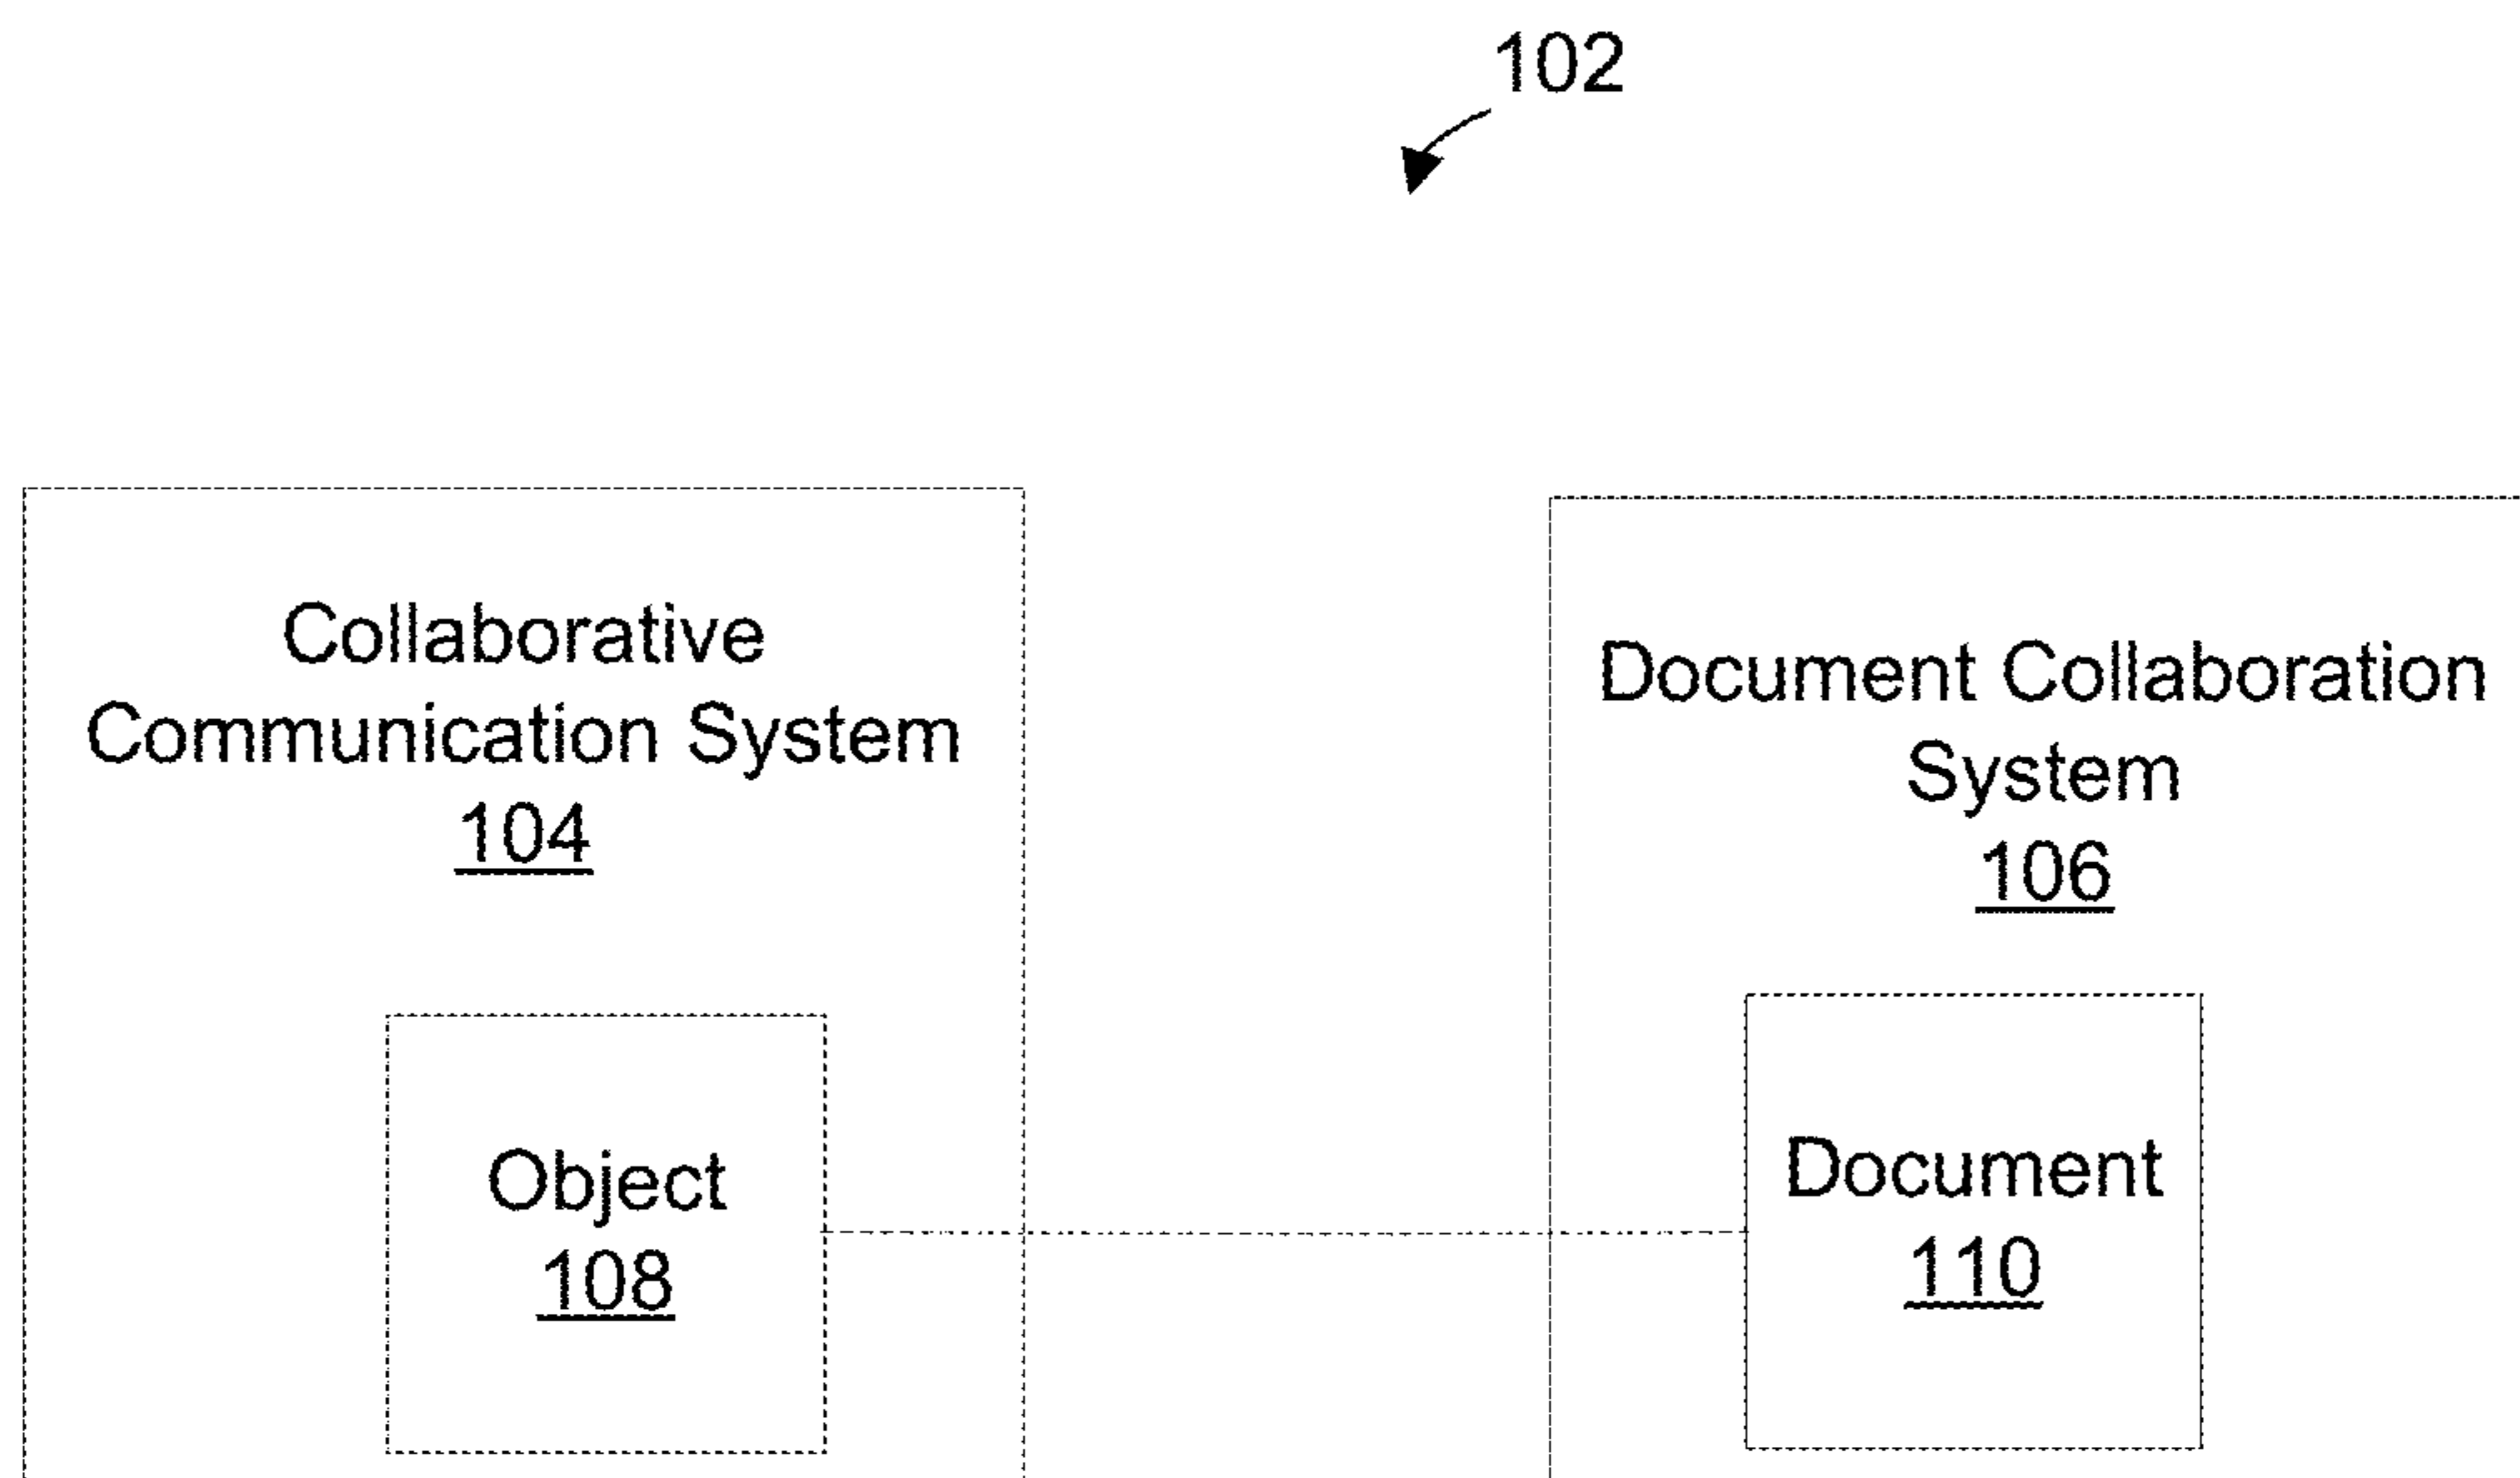 102
Collaborative
Communication System
104
Document Collaboration
System
106
Object
108
Document
110